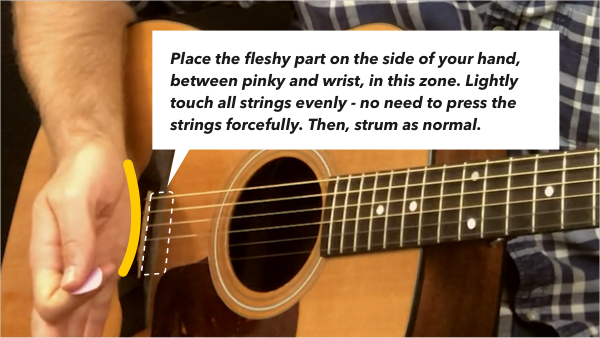 Place the fleshy part on the side of your hand,
between pinky and wrist, in this zone. Lightly
touch all strings evenly - no need to press the
strings forcefully. Then, strum as normal.